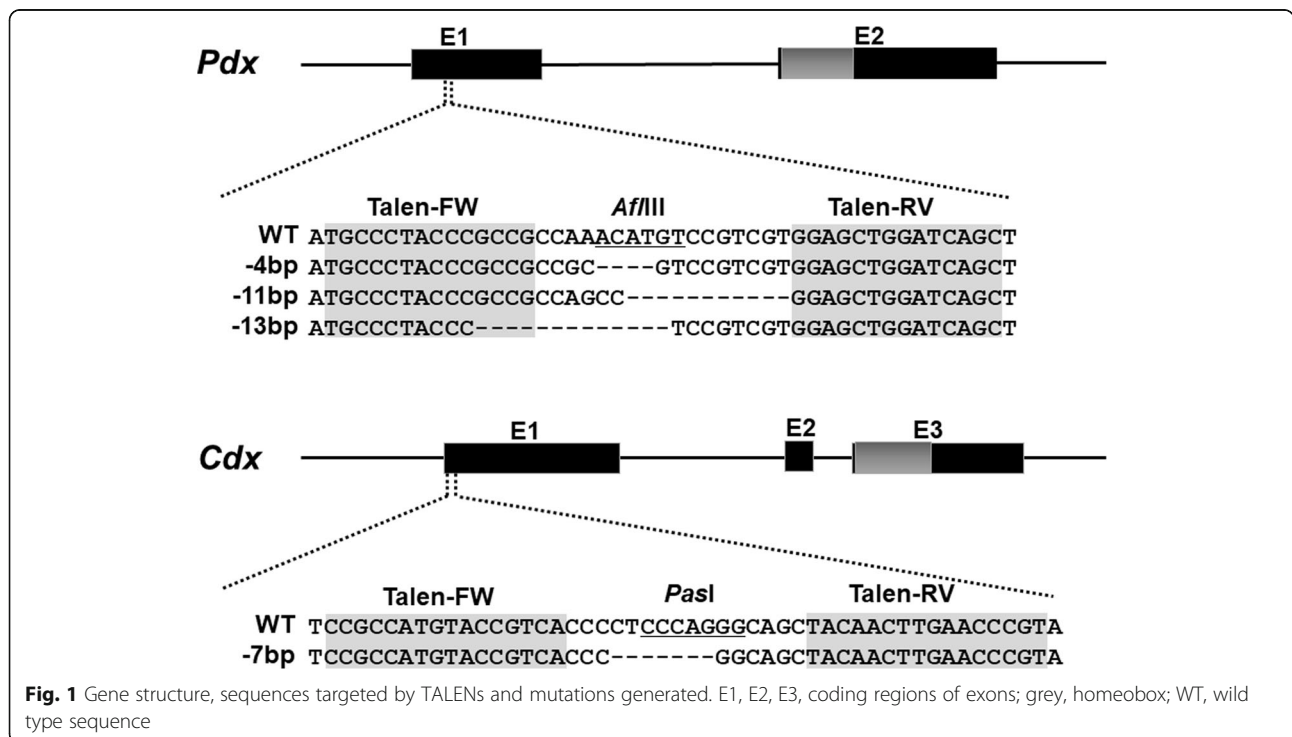 E1 E2
Pdx
Talen-FW AflIII Talen-RV
WT ATGCCCTACCCGCCGCCAAACATGTCCGTCGTGGAGCTGGATCAGCT
-4bp ATGCCCTACCCGCCGCCGC----GTCCGTCGTGGAGCTGGATCAGCT
-11bp ATGCCCTACCCGCCGCCAGCC-----------GGAGCTGGATCAGCT
-13bp ATGCCCTACCC-------------TCCGTCGTGGAGCTGGATCAGCT
E1 E2 E3
Cdx
Talen-FW PasI Talen-RV
WT TCCGCCATGTACCGTCACCCCTCCCAGGGCAGCTACAACTTGAACCCGTA
-7bp TCCGCCATGTACCGTCACCC-------GGCAGCTACAACTTGAACCCGTA
Fig. 1 Gene structure, sequences targeted by TALENs and mutations generated. E1, E2, E3, coding regions of exons; grey, homeobox; WT, wild
type sequence